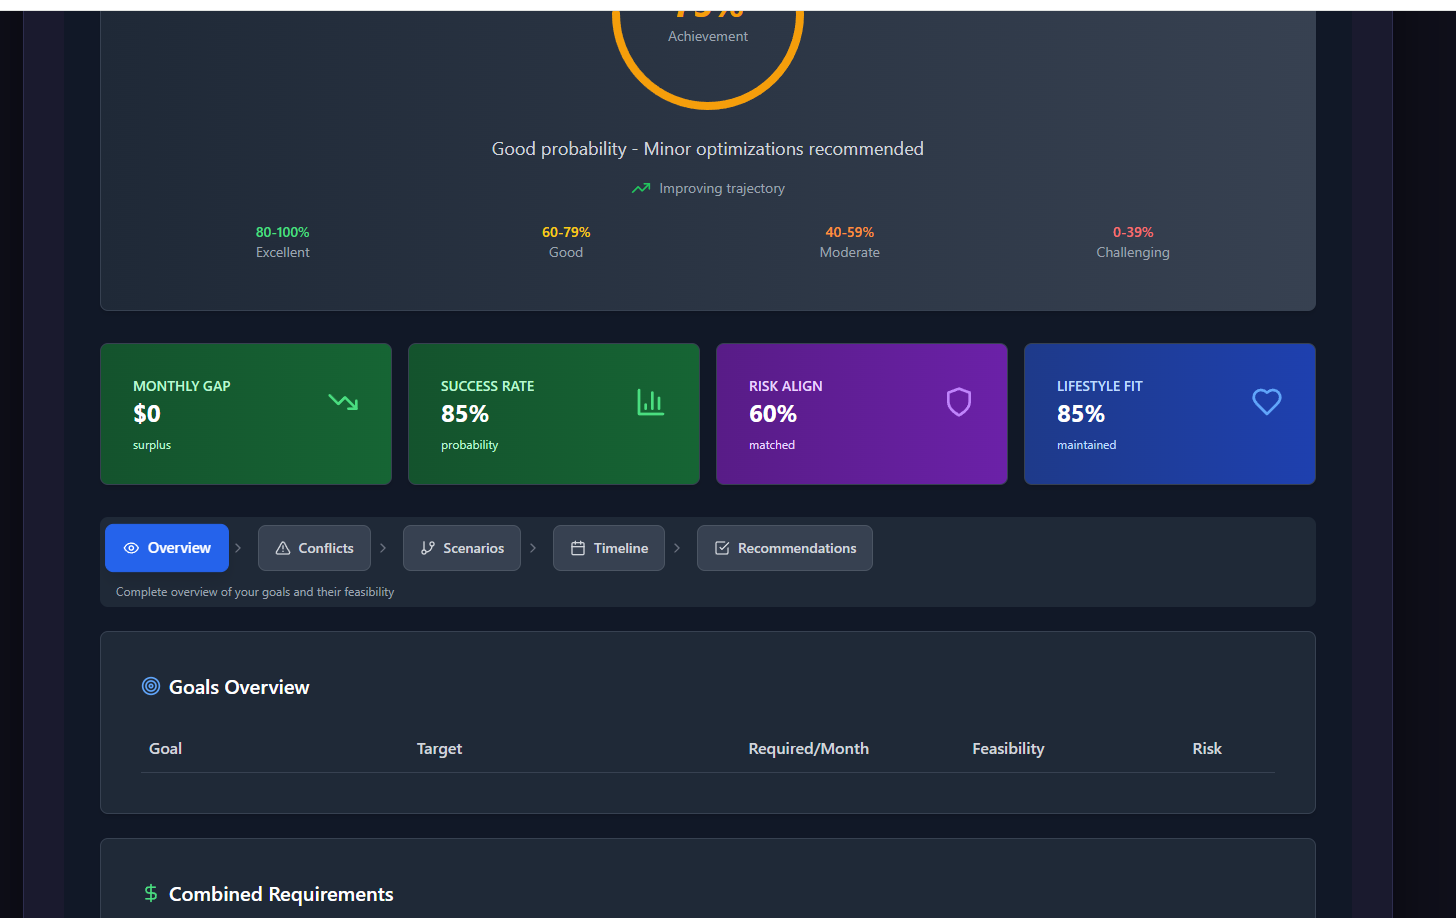 Achievement
Good probability - Minor optimizations recommended
Improving trajectory
80-100%
Excellent
60-79%
Good
40-59%
Moderate
0-39%
Challenging
MONTHLY GAP
$0
surplus
SUCCESS RATE
85%
probability
RISK ALIGN
60%
matched
LIFESTYLE FIT
85%
maintained
Overview
Conflicts
Scenarios
Timeline
Recommendations
Complete overview of your goals and their feasibility
Goals Overview
Goal Target Required/Month Feasibility Risk
Combined Requirements